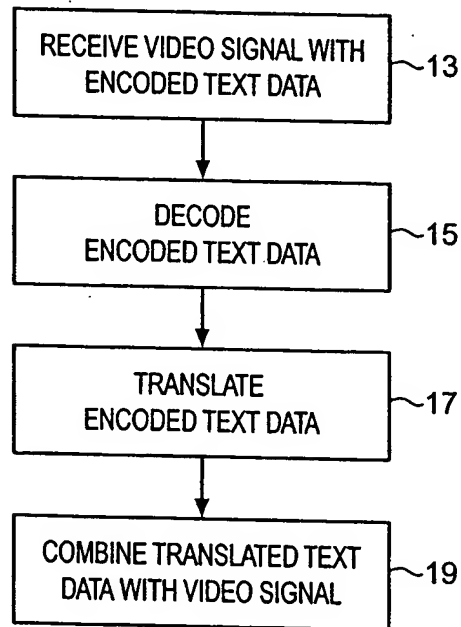 RECEIVE VIDEO SIGNAL WITH
ENCODED TEXT DATA
13
DECODE
ENCODED TEXT DATA
15
TRANSLATE
ENCODED TEXT DATA
17
COMBINE TRANSLATED TEXT
DATA WITH VIDEO SIGNAL
19